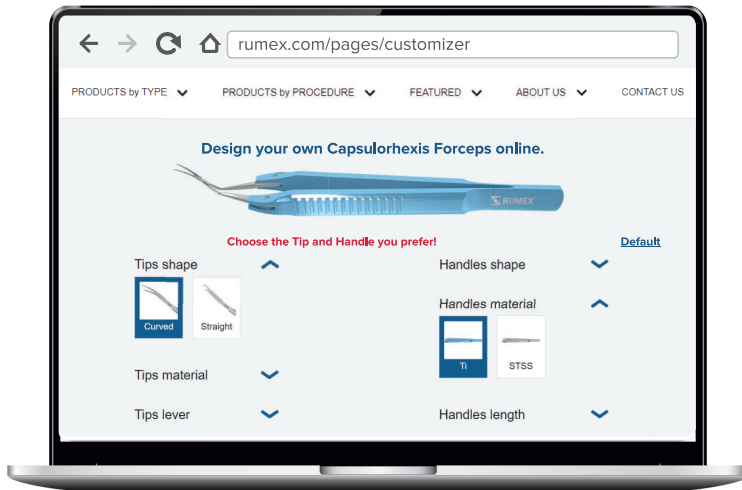 rumex.com/pages/customizer
PRODUCTS by TYPE PRODUCTS by PROCEDURE FEATURED ABOUT US CONTACT US
Design your own Capsulorhexis Forceps online.
RUMEX
Choose the Tip and Handle you prefer! Default
Tips shape
Curved Straight
Tips material
Tips lever
Handles shape
Handles material
Ti STSS
Handles length